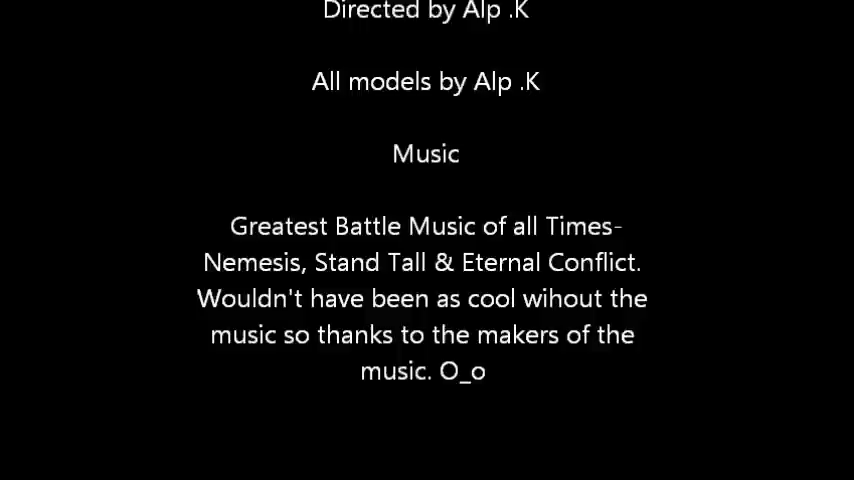 Directed by Alp .K
All models by Alp .K
Music
Greatest Battle Music of all Times-
Nemesis, Stand Tall & Eternal Conflict.
Wouldn't have been as cool wihout the
music so thanks to the makers of the
music. O_o